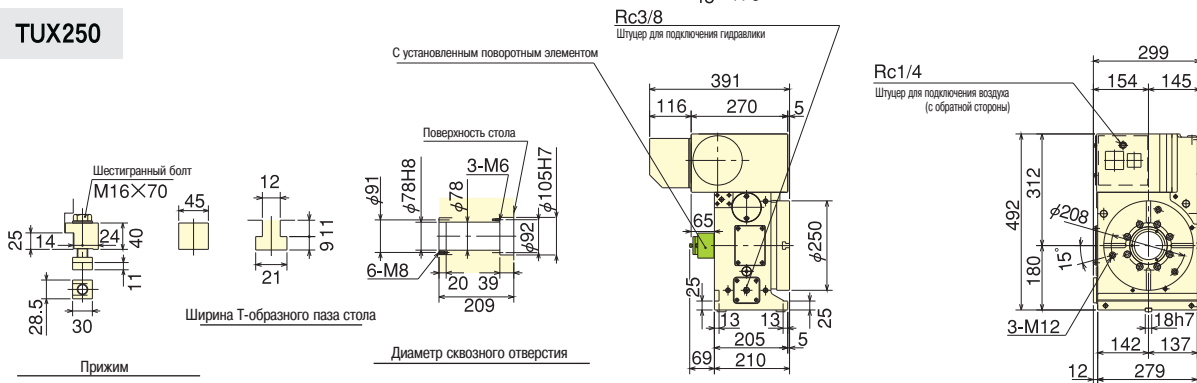 TUX250
Rc3/8
Штуцер для подключения гидравлики
С установленным поворотным элементом
391
116
270
5
65
φ250
25
13
13
25
205
5
69
210
Rc1/4
Штуцер для подключения воздуха
(с обратной стороны)
299
154
145
492
312
180
φ208
15°
3-M12
18h7
142
137
12
279
Шестигранный болт
M16×70
25
14
24
40
11
28.5
30
Прижим
45
12
9
11
21
Ширина Т-образного паза стола
Поверхность стола
3-M6
φ91
φ78H8
φ78
φ92
φ105H7
6-M8
20
39
209
Диаметр сквозного отверстия